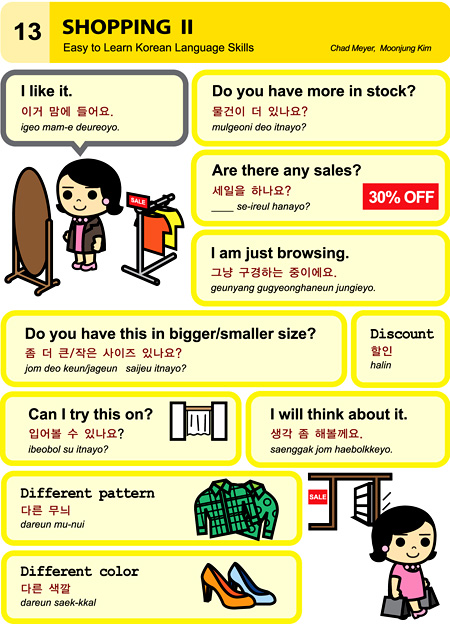 13 SHOPPING II
Easy to Learn Korean Language Skills
Chad Meyer, Moonjung Kim
I like it.
이거 맘에 들어요.
igeo mam-e deureoyo.
Do you have more in stock?
물건이 더 있나요?
mulgeoni deo itnayo?
Are there any sales?
세일을 하나요?
____ se-ireul hanayo?
30% OFF
SALE
I am just browsing.
그냥 구경하는 중이에요.
geunyang gugyeonghaneun jungieyo.
Do you have this in bigger/smaller size?
좀 더 큰/작은 사이즈 있나요?
jom deo keun/jageun saijeu itnayo?
Discount
할인
halin
Can I try this on?
입어볼 수 있나요?
ibeobol su itnayo?
I will think about it.
생각 좀 해볼께요.
saenggak jom haebolkkeyo.
Different pattern
다른 무늬
dareun mu-nui
SALE
Different color
다른 색깔
dareun saek-kkal